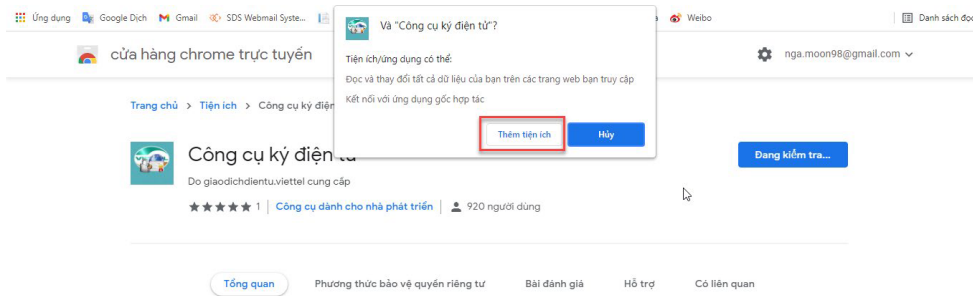 Ứng dụng Google Dịch Gmail SDS Webmail Syste... Weibo Danh sách đọc
Và "Công cụ ký điện tử"?
Tiện ích/ứng dụng có thể:
Đọc và thay đổi tất cả dữ liệu của bạn trên các trang web bạn truy cập
Kết nối với ứng dụng gốc hợp tác
Thêm tiện ích Hủy
cửa hàng chrome trực tuyến nga.moon98@gmail.com
Trang chủ > Tiện ích > Công cụ ký điện
Công cụ ký điện tử
Đang kiểm tra...
Do giaodichdientu.viettel cung cấp
★★★★★ 1 | Công cụ dành cho nhà phát triển | 920 người dùng
Tổng quan Phương thức bảo vệ quyền riêng tư Bài đánh giá Hỗ trợ Có liên quan